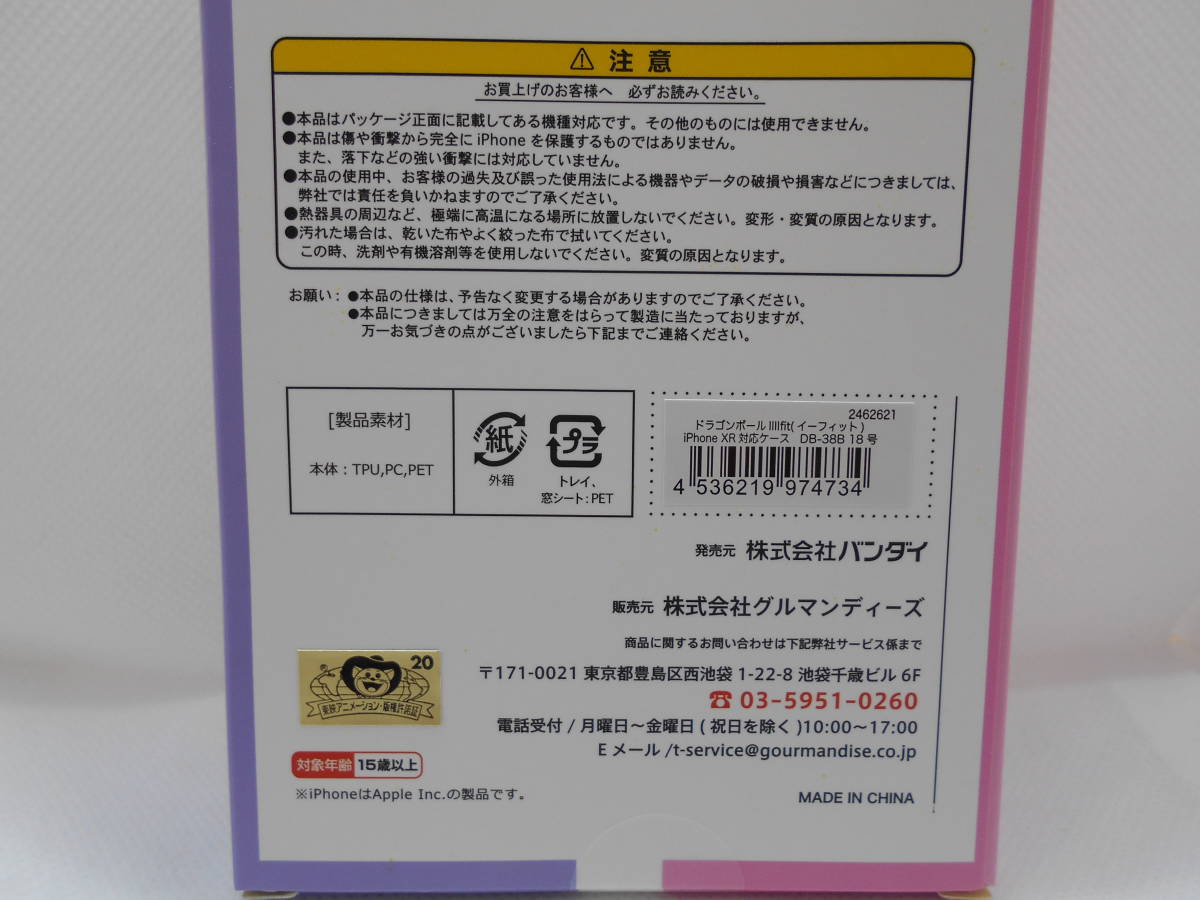 ⚠ 注意
お買上げのお客様へ 必ずお読みください。
●本品はパッケージ正面に記載してある機種対応です。その他のものには使用できません。
●本品は傷や衝撃から完全に iPhone を保護するものではありません。
また、落下などの強い衝撃には対応していません。
●本品の使用中、お客様の過失及び誤った使用法による機器やデータの破損や損害などにつきましては、
弊社では責任を負いかねますのでご了承ください。
●熱器具の周辺など、極端に高温になる場所に放置しないでください。変形・変質の原因となります。
●汚れた場合は、乾いた布やよく絞った布で拭いてください。
この時、洗剤や有機溶剤等を使用しないでください。変質の原因となります。
お願い：●本品の仕様は、予告なく変更する場合がありますのでご了承ください。
●本品につきましては万全の注意をはらって製造に当たっておりますが、
万一お気づきの点がございましたら下記までご連絡ください。
[製品素材]
本体：TPU,PC,PET
紙
外箱
プラ
トレイ、
窓シート：PET
2462621
ドラゴンボール IIIIfit(イーフィット)
iPhone XR 対応ケース DB-38B 18号
4 536219 974734
発売元 株式会社バンダイ
販売元 株式会社グルマンディーズ
商品に関するお問い合わせは下記弊社サービス係まで
〒171-0021 東京都豊島区西池袋 1-22-8 池袋千歳ビル 6F
☎ 03-5951-0260
電話受付 / 月曜日～金曜日 ( 祝日を除く )10:00～17:00
E メール /t-service@gourmandise.co.jp
MADE IN CHINA
20
東映アニメーション・版権許諾証
対象年齢 15歳以上
※iPhoneはApple Inc.の製品です。